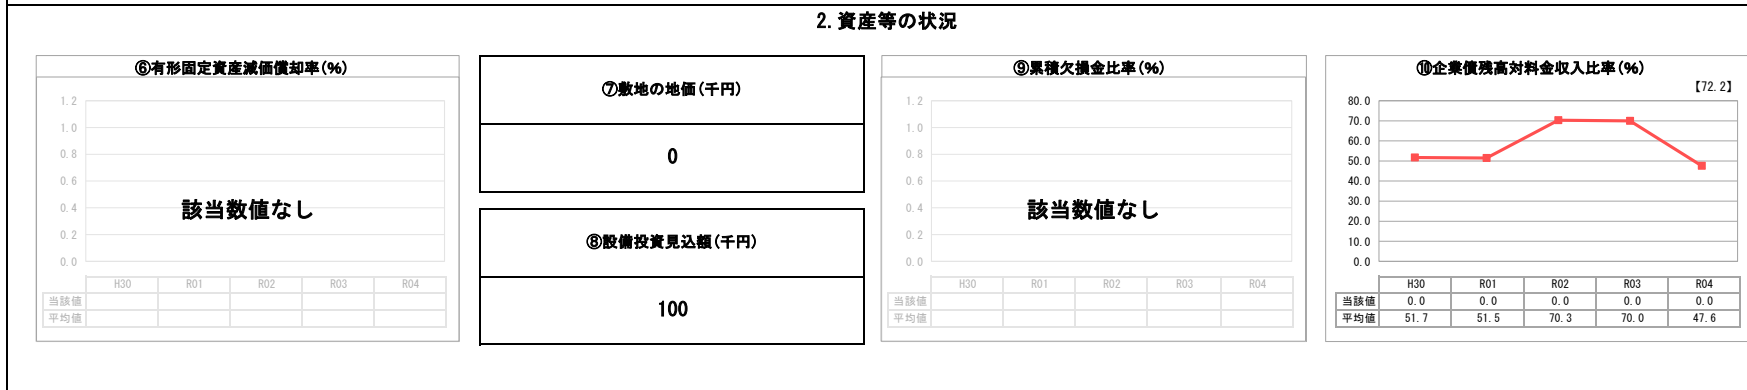 2.資産等の状況
⑥有形固定資産減価償却率(%)
1.2
1.0
0.8
0.6
0.4
0.2
0.0
該当数値なし
H30 R01 R02 R03 R04
当該値
平均値
⑦敷地の地価(千円)
0
⑧設備投資見込額(千円)
100
⑨累積欠損金比率(%)
1.2
1.0
0.8
0.6
0.4
0.2
0.0
該当数値なし
H30 R01 R02 R03 R04
当該値
平均値
⑩企業債残高対料金収入比率(%)
【72.2】
80.0
70.0
60.0
50.0
40.0
30.0
20.0
10.0
0.0
H30 R01 R02 R03 R04
当該値 0.0 0.0 0.0 0.0 0.0
平均値 51.7 51.5 70.3 70.0 47.6